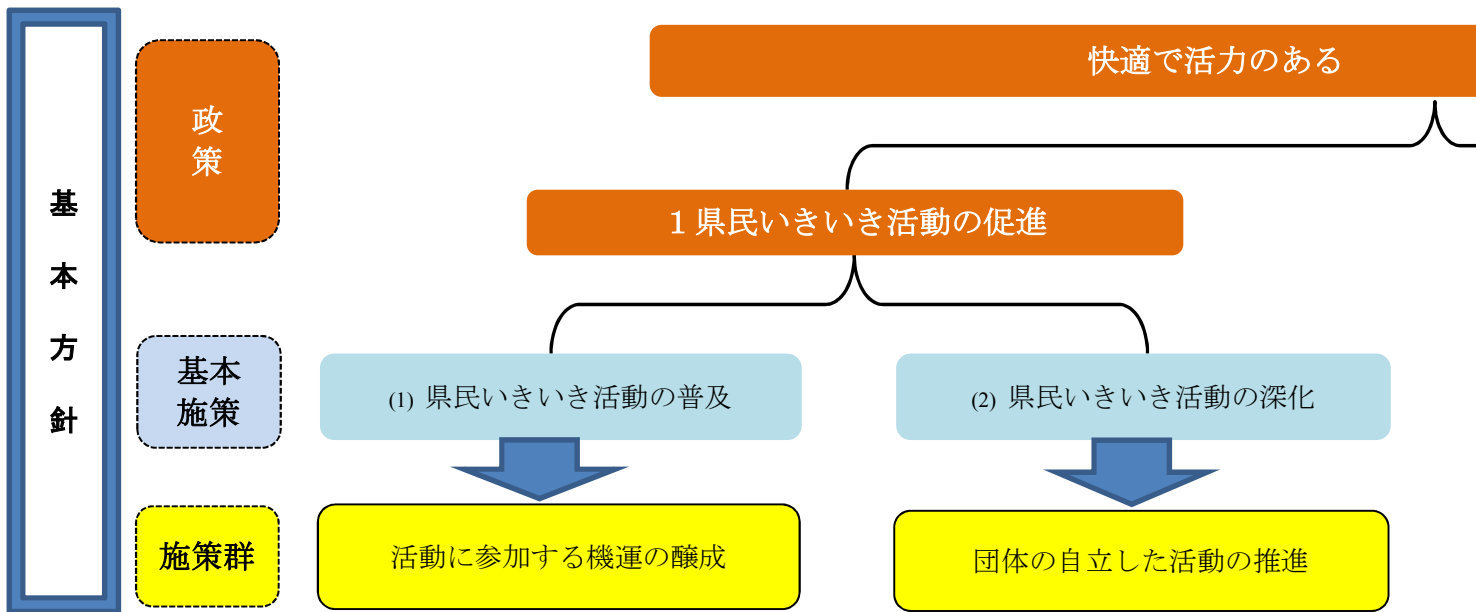 基本方針
政策
快適で活力のある
1県民いきいき活動の促進
基本
施策
(1) 県民いきいき活動の普及
(2) 県民いきいき活動の深化
施策群
活動に参加する機運の醸成
団体の自立した活動の推進